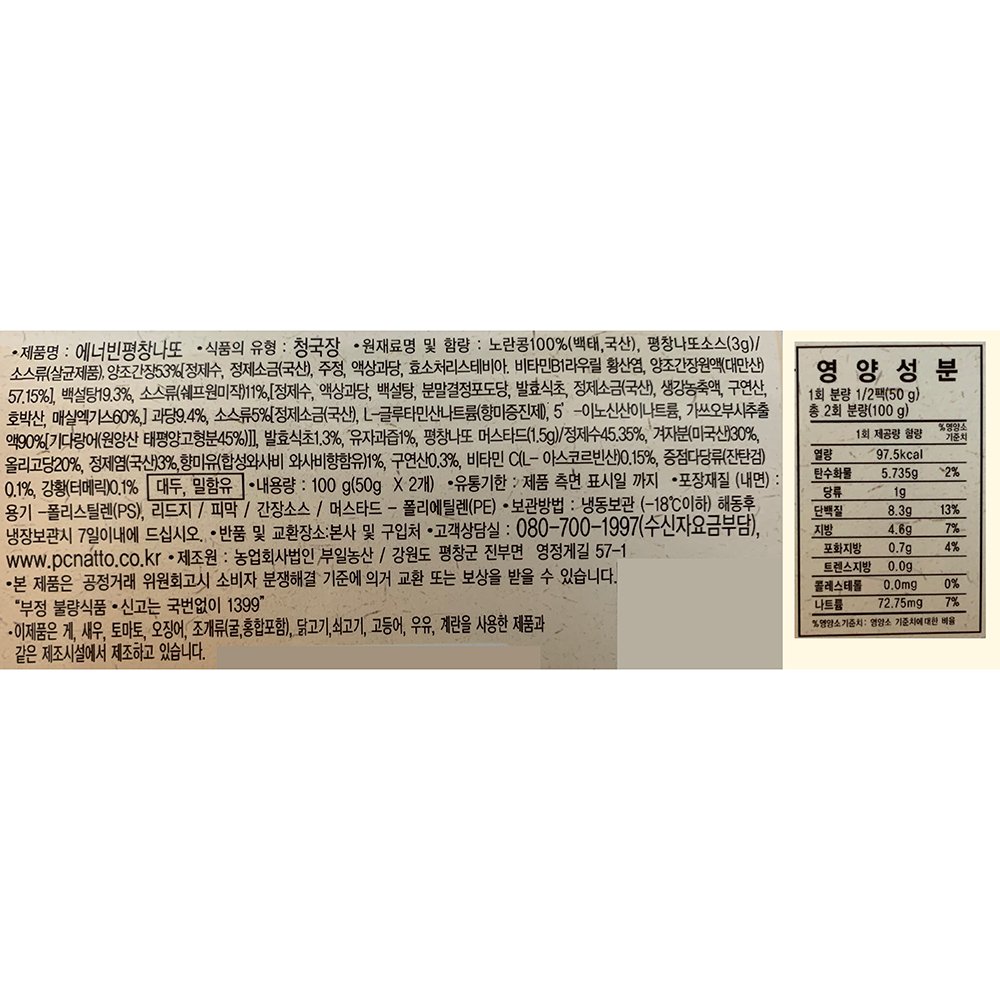 •제품명 : 에너빈평창나또 •식품의 유형 : 청국장 •원재료명 및 함량 : 노란콩100%(백태,국산), 평창나또소스(3g)/
소스류(살균제품), 양조간장53%[정제수, 정제소금(국산), 주정, 액상과당, 효소처리스테비아, 비타민B1라우릴 황산염, 양조간장원액(대만산)
57.15%,], 백설탕19.3%, 소스류(쉐프원미작)11%,[정제수, 액상과당, 백설탕, 분말결정포도당, 발효식초, 정제소금(국산), 생강농축액, 구연산,
호박산, 매실엑기스60%,] 과당9.4%, 소스류5%[정제소금(국산), L-글루타민산나트륨(향미증진제), 5' -이노신산이나트륨, 가쓰오부시추출
액90%[기다랑어(원양산 태평양고형분45%)]], 발효식초1.3%, 유자과즙1%, 평창나또 머스타드(1.5g)/정제수45.35%, 겨자분(미국산)30%,
올리고당20%, 정제염(국산)3%,향미유(합성와사비 와사비향함유)1%, 구연산0.3%, 비타민 C(L- 아스코르빈산)0.15%, 증점다당류(잔탄검)
0.1%, 강황(터메릭)0.1% 대두, 밀함유 •내용량 : 100 g(50g X 2개) •유통기한 : 제품 측면 표시일 까지 •포장재질 (내면) :
용기 -폴리스틸렌(PS), 리드지 / 피막 / 간장소스 / 머스타드 - 폴리에틸렌(PE) •보관방법 : 냉동보관 (-18℃이하) 해동후
냉장보관시 7일이내에 드십시오. •반품 및 교환장소:본사 및 구입처 •고객상담실 : 080-700-1997(수신자요금부담),
www.pcnatto.co.kr •제조원 : 농업회사법인 부일농산 / 강원도 평창군 진부면 영정게길 57-1
•본 제품은 공정거래 위원회고시 소비자 분쟁해결 기준에 의거 교환 또는 보상을 받을 수 있습니다.
"부정 불량식품 •신고는 국번없이 1399"
•이제품은 게, 새우, 토마토, 오징어, 조개류(굴,홍합포함), 닭고기,쇠고기, 고등어, 우유, 계란을 사용한 제품과
같은 제조시설에서 제조하고 있습니다.
영 양 성 분
1회 분량 1/2팩(50 g)
총 2회 분량(100 g)
1회 제공량 함량 %영양소 기준치
열량 97.5kcal
탄수화물 5.735g 2%
당류 1g
단백질 8.3g 13%
지방 4.6g 7%
포화지방 0.7g 4%
트랜스지방 0.0g
콜레스테롤 0.0mg 0%
나트륨 72.75mg 7%
%영양소기준치: 영양소 기준치에대한 비율